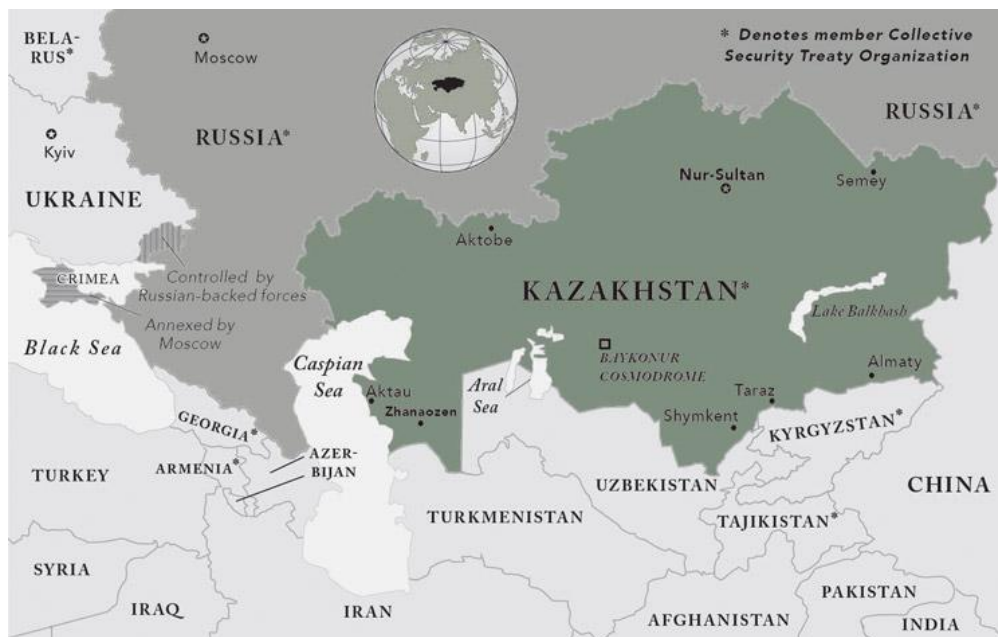 BELA-
RUS*
Moscow
* Denotes member Collective
Security Treaty Organization
RUSSIA*
RUSSIA*
Kyiv
UKRAINE
Nur-Sultan
Semey
Aktobe
CRIMEA
Controlled by
Russian-backed forces
Annexed by
Moscow
KAZAKHSTAN*
Lake Balkhash
Black Sea
Caspian
Sea
Aral
Sea
BAYKONUR
COSMODROME
Almaty
Aktau
Zhanaozen
Taraz
Shymkent
GEORGIA*
KYRGYZSTAN*
ARMENIA*
AZER-
BIJAN
TURKEY
UZBEKISTAN
CHINA
TURKMENISTAN
TAJIKISTAN*
SYRIA
IRAQ
IRAN
AFGHANISTAN
PAKISTAN
INDIA